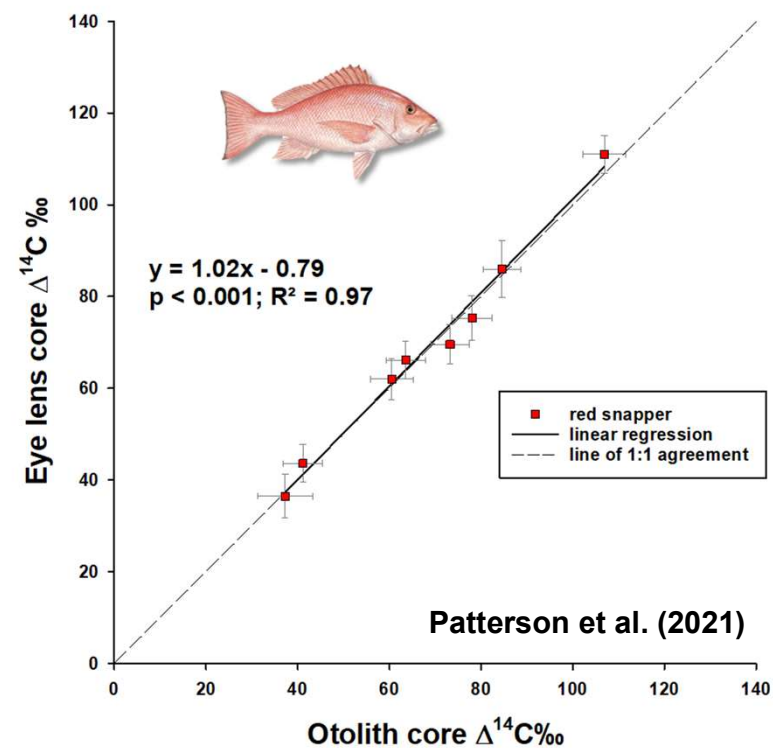 140
120
100
80
60
40
20
0
Eye lens core Δ¹⁴C ‰
y = 1.02x - 0.79
p < 0.001; R² = 0.97
red snapper
linear regression
line of 1:1 agreement
Patterson et al. (2021)
0 20 40 60 80 100 120 140
Otolith core Δ¹⁴C‰